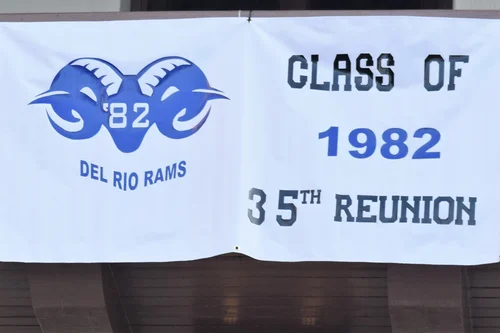 '82
DEL RIO RAMS
CLASS OF
1982
35TH REUNION